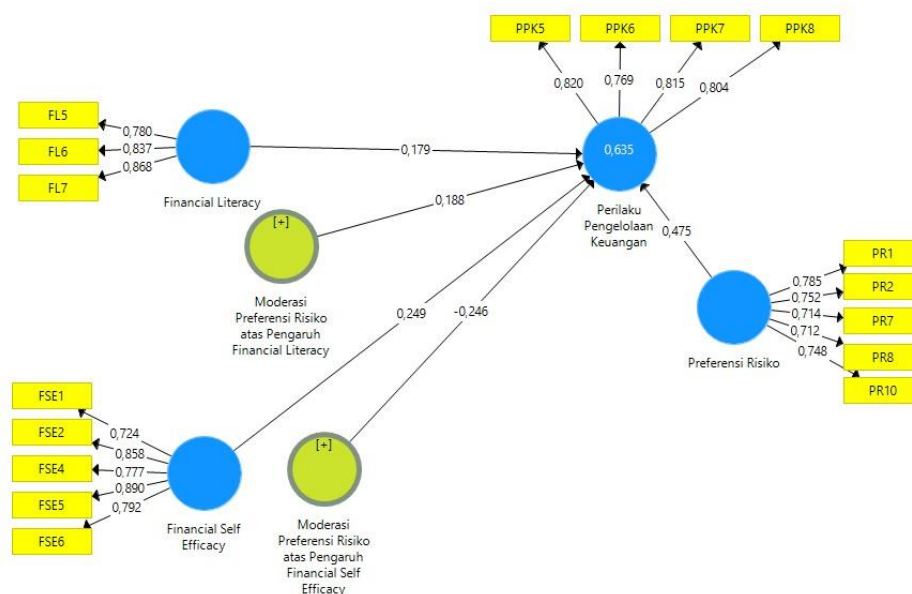 PPK5
PPK6
PPK7
PPK8
0,820
0,769
0,815
0,804
FL5
FL6
FL7
0,780
0,837
0,868
Financial Literacy
0,179
0,635
Perilaku
Pengelolaan
Keuangan
0,188
[+]
Moderasi
Preferensi Risiko
atas Pengaruh
Financial Literacy
0,475
Preferensi Risiko
0,785
0,752
0,714
0,712
0,748
PR1
PR2
PR7
PR8
PR10
0,249
-0,246
FSE1
FSE2
FSE4
FSE5
FSE6
0,724
0,858
0,777
0,890
0,792
Financial Self
Efficacy
[+]
Moderasi
Preferensi Risiko
atas Pengaruh
Financial Self
Efficacy